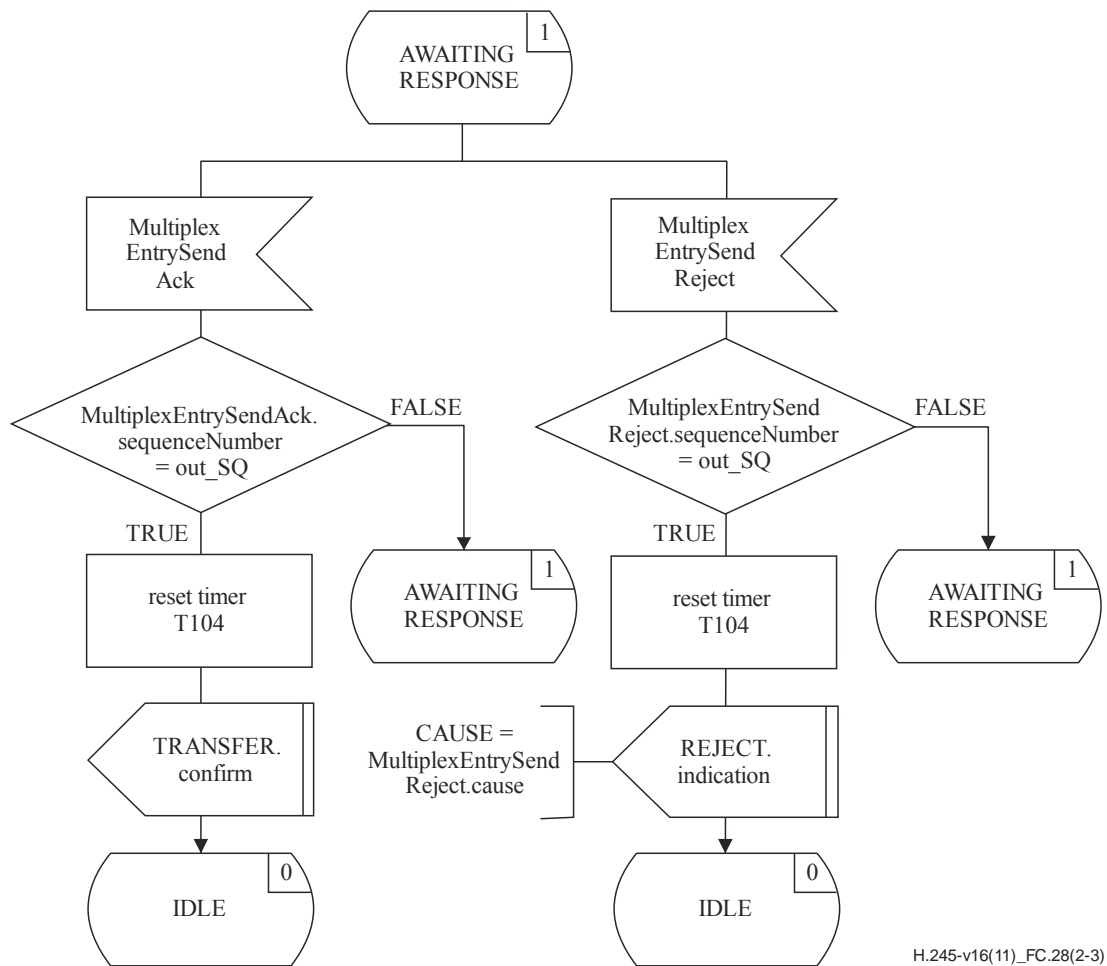 1
AWAITING
RESPONSE
Multiplex
EntrySend
Ack
Multiplex
EntrySend
Reject
MultiplexEntrySendAck.
sequenceNumber
= out_SQ
FALSE
TRUE
MultiplexEntrySend
Reject.sequenceNumber
= out_SQ
FALSE
TRUE
reset timer
T104
1
AWAITING
RESPONSE
reset timer
T104
1
AWAITING
RESPONSE
TRANSFER.
confirm
CAUSE =
MultiplexEntrySend
Reject.cause
REJECT.
indication
0
IDLE
0
IDLE
H.245-v16(11)_FC.28(2-3)